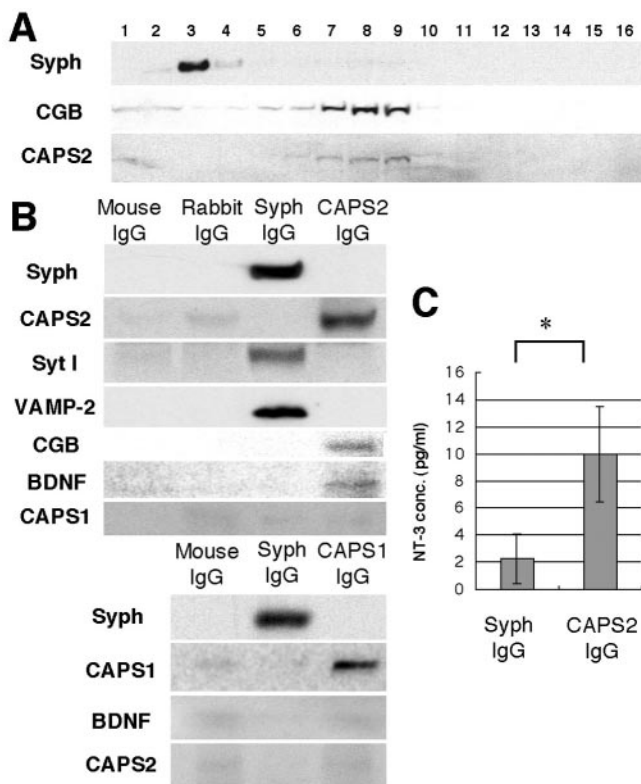 A
1 2 3 4 5 6 7 8 9 10 11 12 13 14 15 16
Syph
CGB
CAPS2
B
Mouse IgG Rabbit IgG Syph IgG CAPS2 IgG
Syph
CAPS2
Syt I
VAMP-2
CGB
BDNF
CAPS1
Mouse IgG Syph IgG CAPS1 IgG
Syph
CAPS1
BDNF
CAPS2
C
*
NT-3 conc. (pg/ml)
16
14
12
10
8
6
4
2
0
Syph IgG CAPS2 IgG